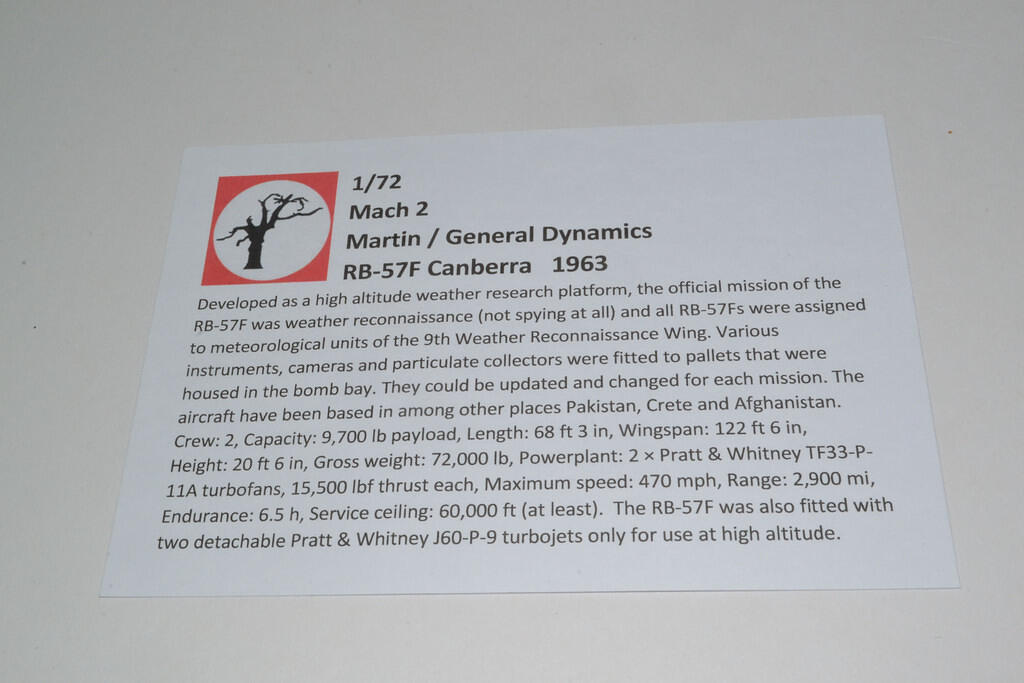 1/72
Mach 2
Martin / General Dynamics
RB-57F Canberra 1963
Developed as a high altitude weather research platform, the official mission of the
RB-57F was weather reconnaissance (not spying at all) and all RB-57Fs were assigned
to meteorological units of the 9th Weather Reconnaissance Wing. Various
instruments, cameras and particulate collectors were fitted to pallets that were
housed in the bomb bay. They could be updated and changed for each mission. The
aircraft have been based in among other places Pakistan, Crete and Afghanistan.
Crew: 2, Capacity: 9,700 lb payload, Length: 68 ft 3 in, Wingspan: 122 ft 6 in,
Height: 20 ft 6 in, Gross weight: 72,000 lb, Powerplant: 2 × Pratt & Whitney TF33-P-
11A turbofans, 15,500 lbf thrust each, Maximum speed: 470 mph, Range: 2,900 mi,
Endurance: 6.5 h, Service ceiling: 60,000 ft (at least). The RB-57F was also fitted with
two detachable Pratt & Whitney J60-P-9 turbojets only for use at high altitude.